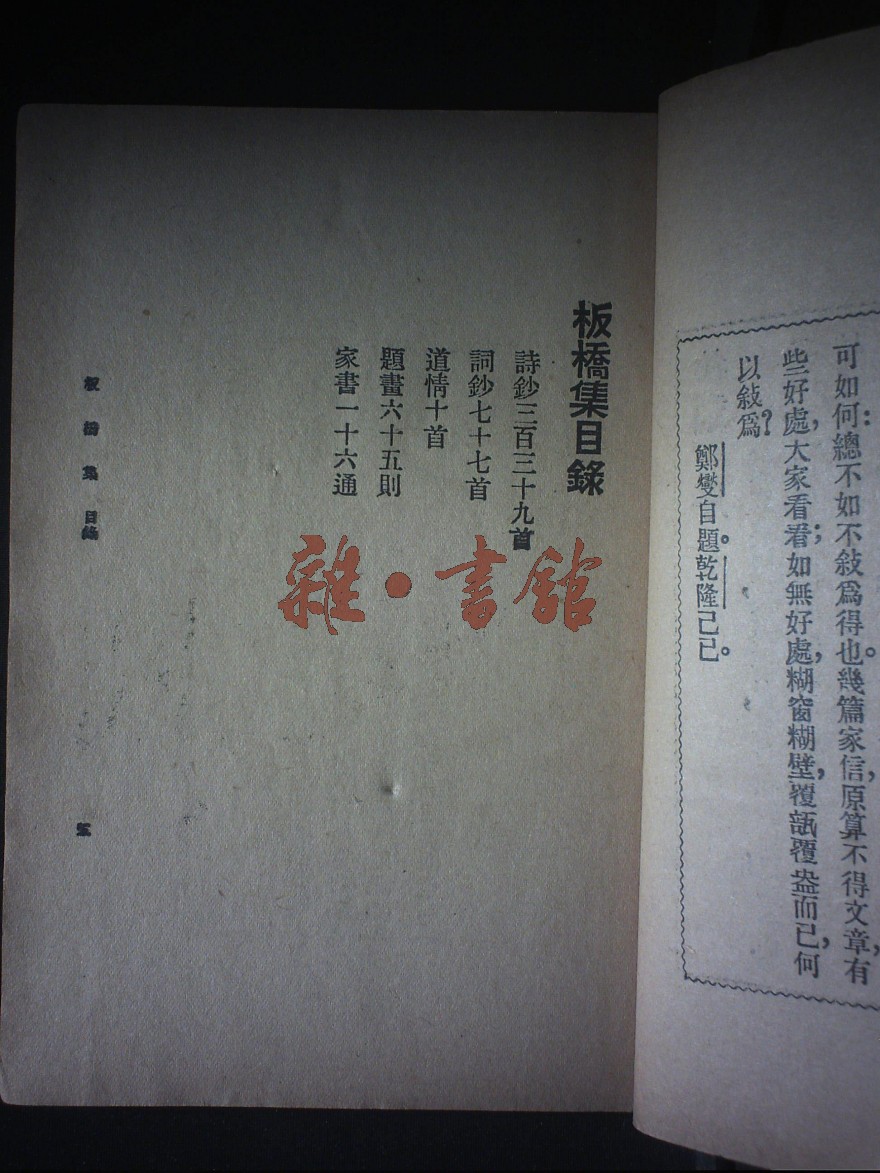 可如何;總不如不敍爲得也。幾篇家信,原算不得文章,有
些好處,大家看看;如無好處,糊窗糊壁,覆瓿覆盎而已,何
以敍爲?
鄭燮自題。乾隆己巳。
板橋集目錄
詩鈔三百三十九首
詞鈔七十七首
道情十首
題畫六十五則
家書一十六通
板橋集 目錄
五
雜·書館